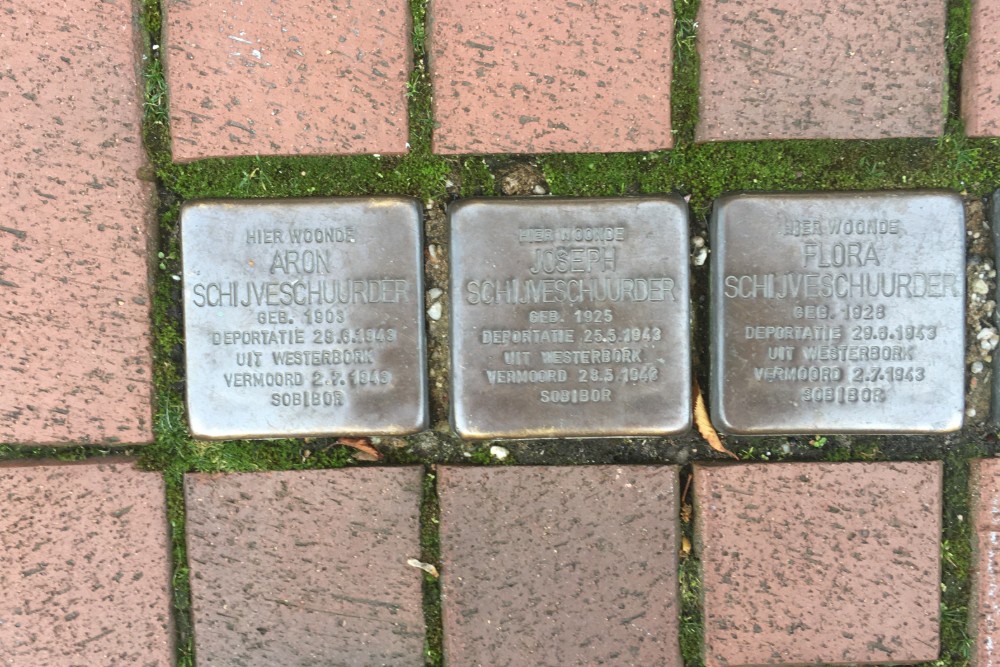 HIER WOONDE
ARON
SCHIJVESCHUURDER
GEB. 1903
DEPORTATIE 29.6.1943
UIT WESTERBORK
VERMOORD 2.7.1943
SOBIBOR
HIER WOONDE
JOSEPH
SCHIJVESCHUURDER
GEB. 1925
DEPORTATIE 25.5.1943
UIT WESTERBORK
VERMOORD 28.5.1943
SOBIBOR
HIER WOONDE
FLORA
SCHIJVESCHUURDER
GEB. 1928
DEPORTATIE 29.6.1943
UIT WESTERBORK
VERMOORD 2.7.1943
SOBIBOR